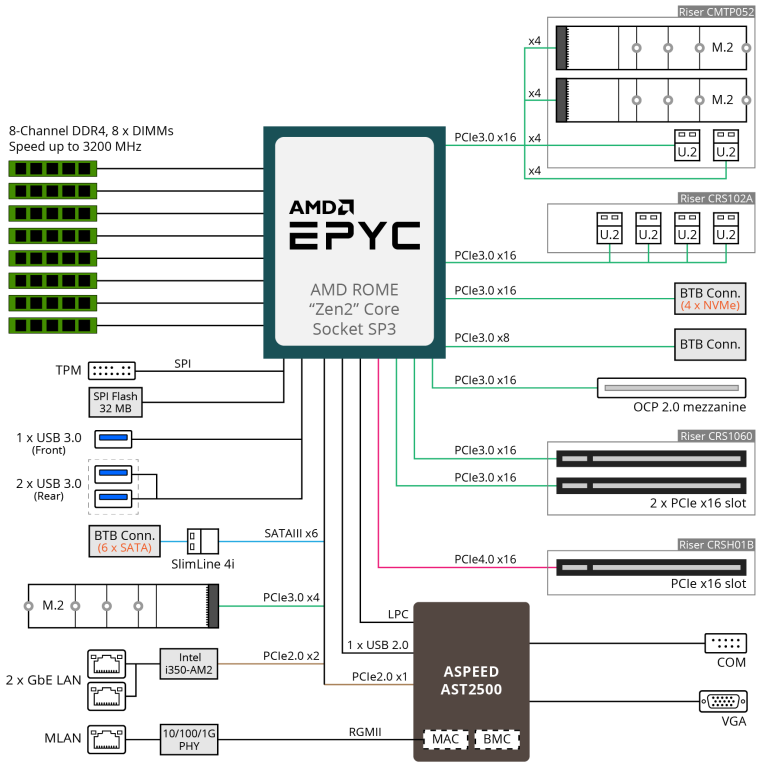 Riser CMTP052
x4
M.2
x4
M.2
PCIe3.0 x16
x4
U.2
U.2
x4
8-Channel DDR4, 8 x DIMMs
Speed up to 3200 MHz
AMD
EPYC
AMD ROME
“Zen2” Core
Socket SP3
Riser CRS102A
U.2
U.2
U.2
U.2
PCIe3.0 x16
PCIe3.0 x16
BTB Conn.
(4 x NVMe)
PCIe3.0 x8
BTB Conn.
PCIe3.0 x16
OCP 2.0 mezzanine
TPM
SPI
SPI Flash
32 MB
1 x USB 3.0
(Front)
2 x USB 3.0
(Rear)
Riser CRS1060
PCIe3.0 x16
PCIe3.0 x16
2 x PCIe x16 slot
BTB Conn.
(6 x SATA)
SlimLine 4i
SATAIII x6
Riser CRSH01B
PCIe4.0 x16
PCIe x16 slot
M.2
PCIe3.0 x4
LPC
1 x USB 2.0
PCIe2.0 x1
2 x GbE LAN
Intel
i350-AM2
PCIe2.0 x2
ASPEED
AST2500
COM
VGA
MLAN
10/100/1G
PHY
RGMII
MAC
BMC